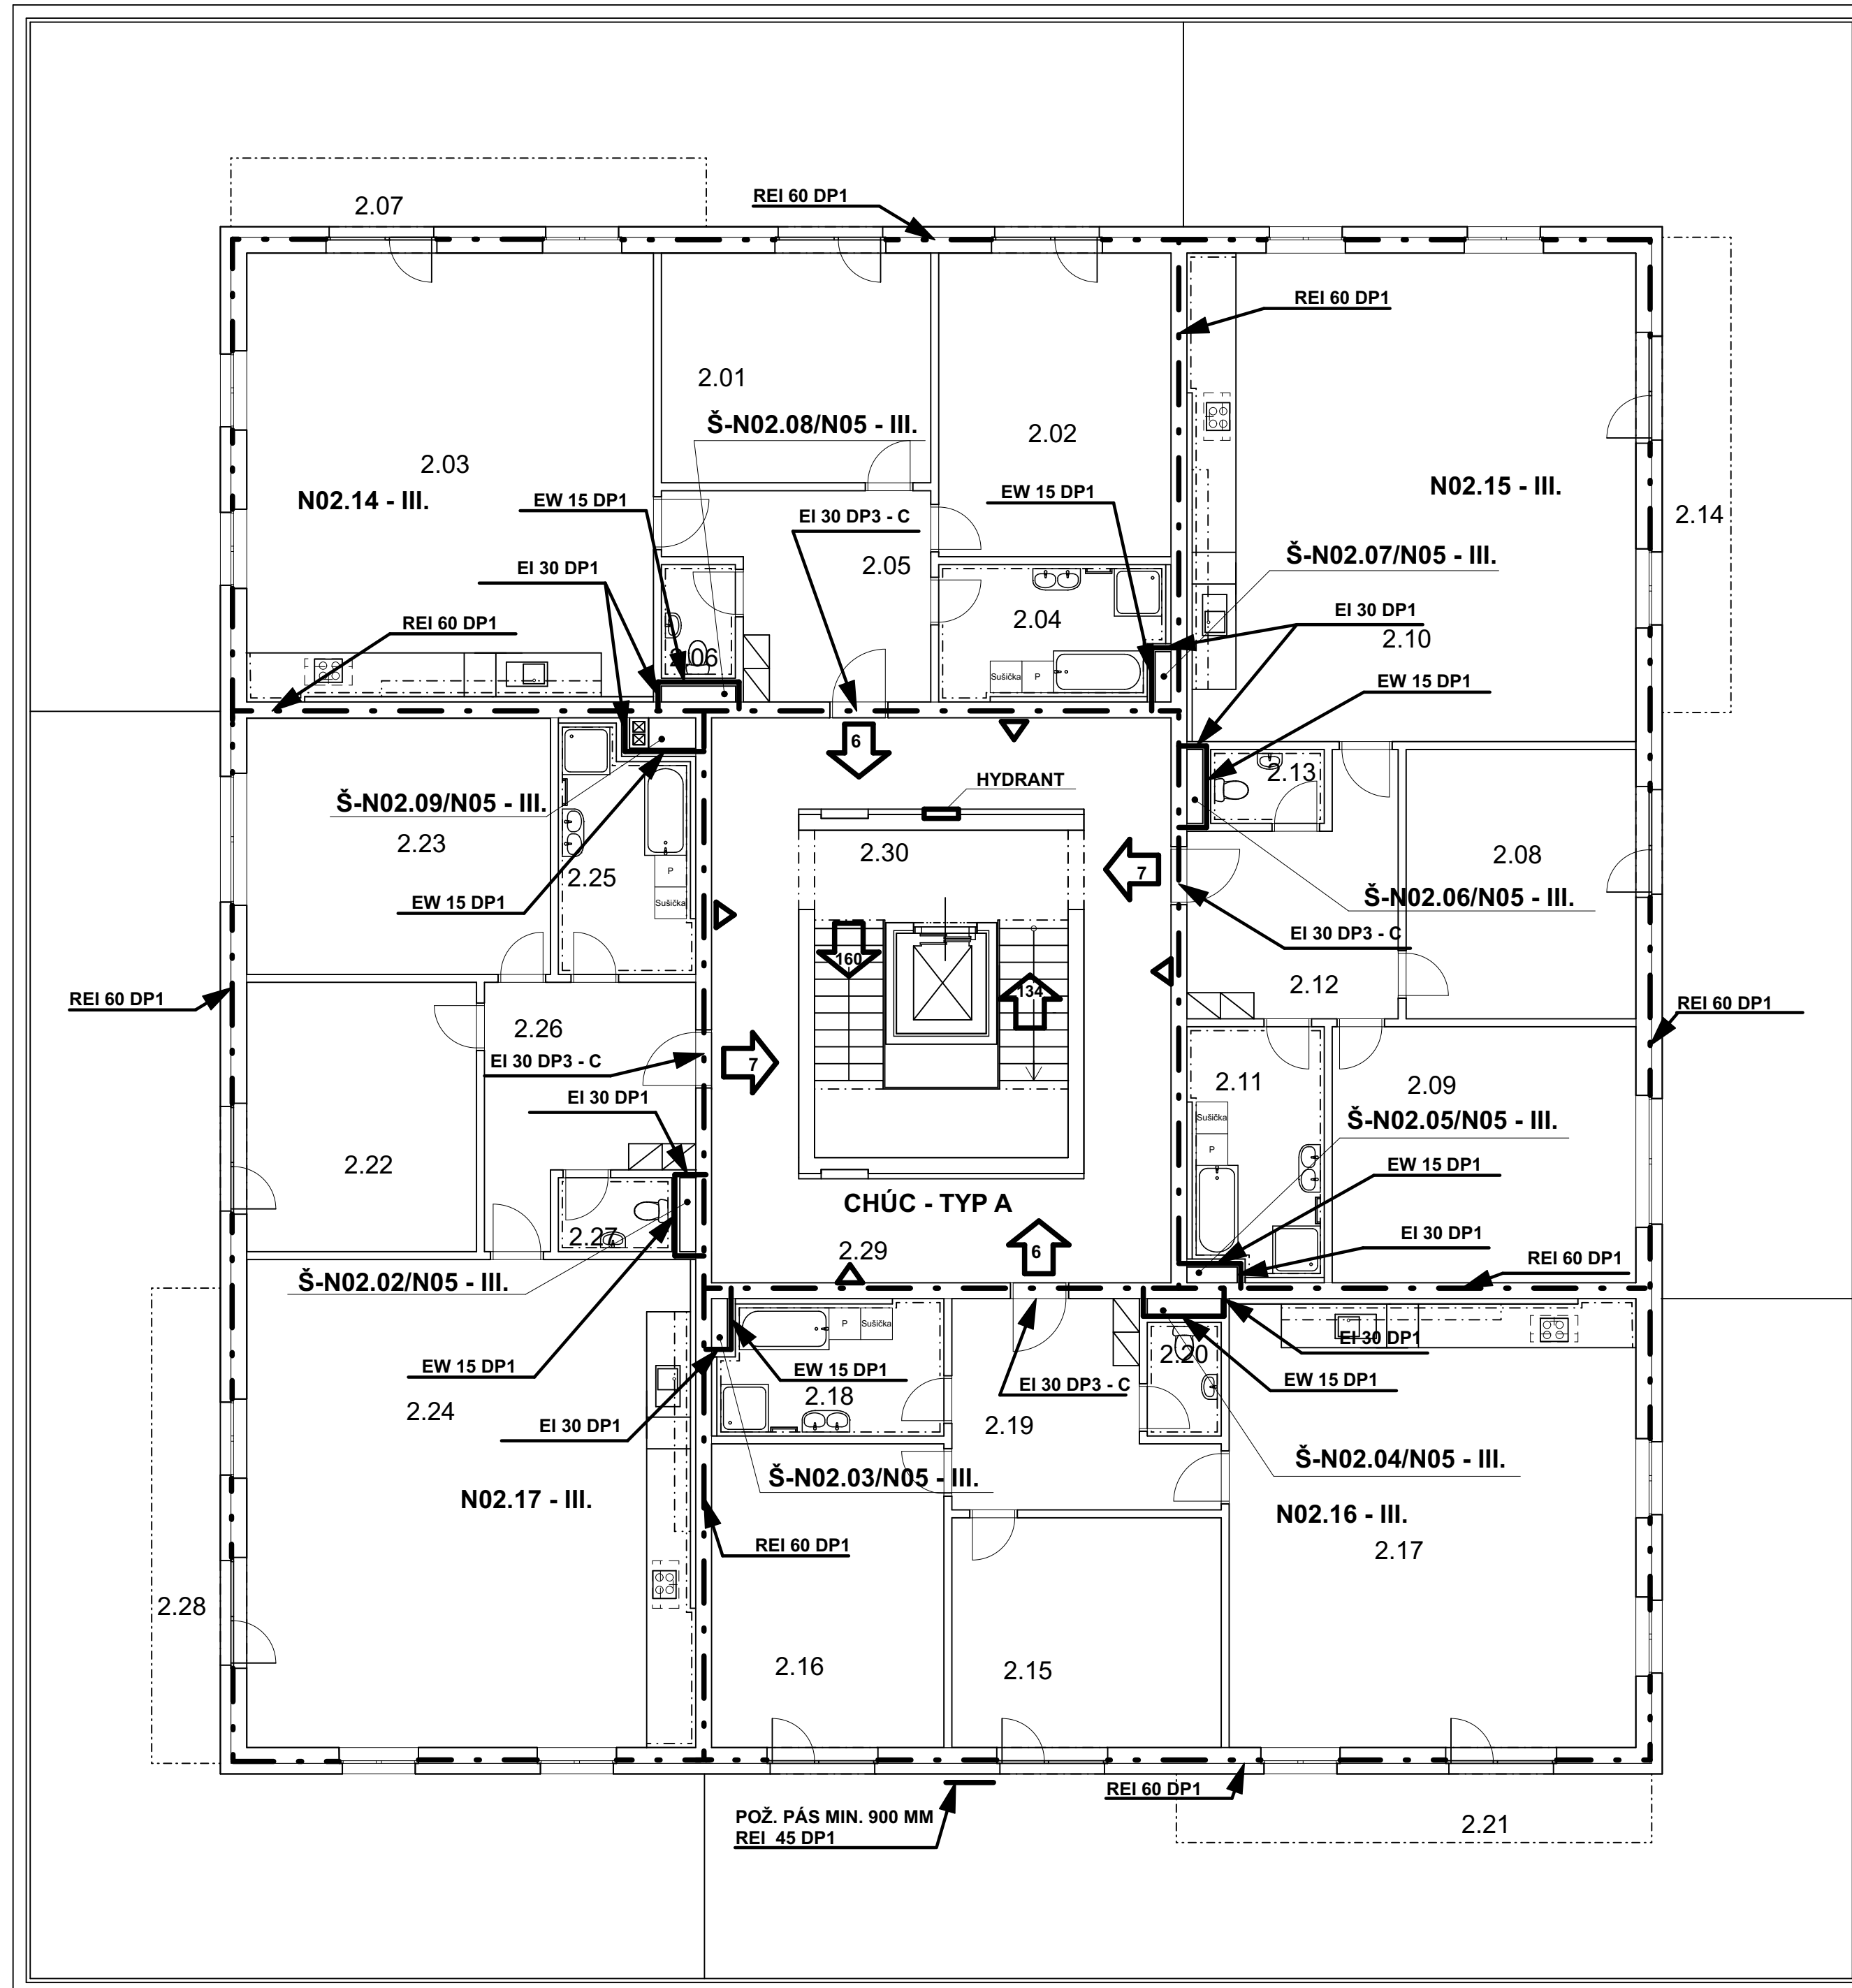 2.07
REI 60 DP1
REI 60 DP1
2.01
Š-N02.08/N05 - III.
2.02
2.03
N02.14 - III.
EW 15 DP1
EW 15 DP1
EI 30 DP3 - C
N02.15 - III.
2.14
EI 30 DP1
2.05
Š-N02.07/N05 - III.
REI 60 DP1
2.04
EI 30 DP1
2.10
2.06
Sušička
P
EW 15 DP1
6
HYDRANT
2.13
Š-N02.09/N05 - III.
2.23
2.30
2.08
2.25
P
Sušička
7
EW 15 DP1
Š-N02.06/N05 - III.
EI 30 DP3 - C
160
134
2.12
REI 60 DP1
REI 60 DP1
2.26
EI 30 DP3 - C
7
EI 30 DP1
2.11
2.09
Sušička
P
Š-N02.05/N05 - III.
2.22
EW 15 DP1
CHÚC - TYP A
2.27
2.29
6
EI 30 DP1
REI 60 DP1
Š-N02.02/N05 - III.
P
Sušička
EI 30 DP1
2.20
EW 15 DP1
EW 15 DP1
EI 30 DP3 - C
EW 15 DP1
2.18
2.24
EI 30 DP1
2.19
Š-N02.03/N05 - III.
Š-N02.04/N05 - III.
N02.17 - III.
N02.16 - III.
REI 60 DP1
2.17
2.28
2.16
2.15
REI 60 DP1
POŽ. PÁS MIN. 900 MM
REI 45 DP1
2.21